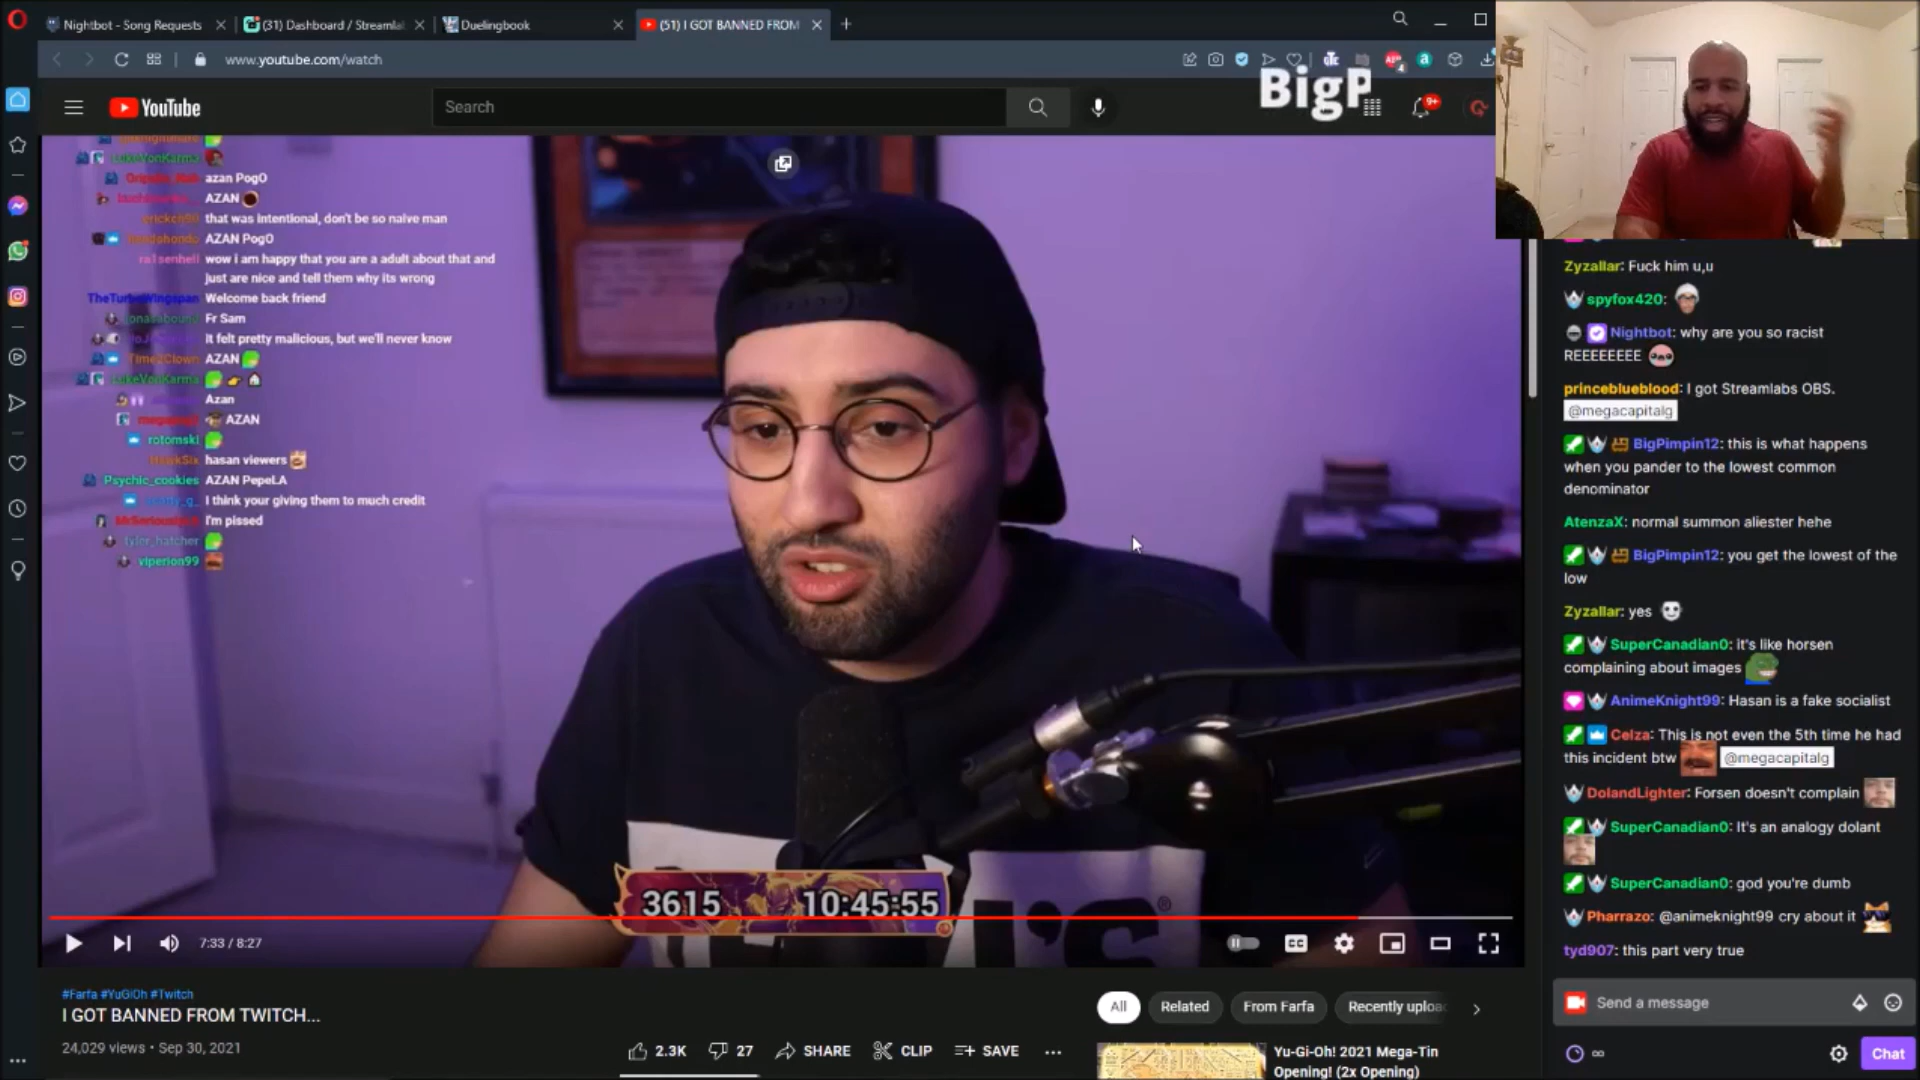 Nightbot - Song Requests
(31) Dashboard / Streamla
Duelingbook
(51) I GOT BANNED FROM
www.youtube.com/watch
ABP
4
a
BigP
YouTube
Search
9+
LukeVonKarma
azan PogO
AZAN
that was intentional, don't be so naive man
AZAN PogO
ra1senhell wow i am happy that you are a adult about that and
just are nice and tell them why its wrong
TheTurboWingspan Welcome back friend
Fr Sam
It felt pretty malicious, but we'll never know
Time2Clown AZAN
LukeVonKarma
Azan
AZAN
rotomski
HawkSix hasan viewers
Psychic_cookies AZAN PepeLA
I think your giving them to much credit
I'm pissed
tyler_hatcher
viperion99
3615 10:45:55
7:33 / 8:27
CC
#Farfa #YuGiOh #Twitch
I GOT BANNED FROM TWITCH...
24,029 views • Sep 30, 2021
2.3K
27
SHARE
CLIP
SAVE
All
Related
From Farfa
Recently uploa
Yu-Gi-Oh! 2021 Mega-Tin
Opening! (2x Opening)
Zyzallar: Fuck him u,u
spyfox420:
Nightbot: why are you so racist
REEEEEEEE
princeblueblood: I got Streamlabs OBS.
@megacapitalg
BigPimpin12: this is what happens
when you pander to the lowest common
denominator
AtenzaX: normal summon aliester hehe
BigPimpin12: you get the lowest of the
low
Zyzallar: yes
SuperCanadian0: it's like horsen
complaining about images
AnimeKnight99: Hasan is a fake socialist
Celza: This is not even the 5th time he had
this incident btw @megacapitalg
DolandLighter: Forsen doesn't complain
SuperCanadian0: It's an analogy dolant
SuperCanadian0: god you're dumb
Pharrazo: @animeknight99 cry about it
tyd907: this part very true
Send a message
Chat